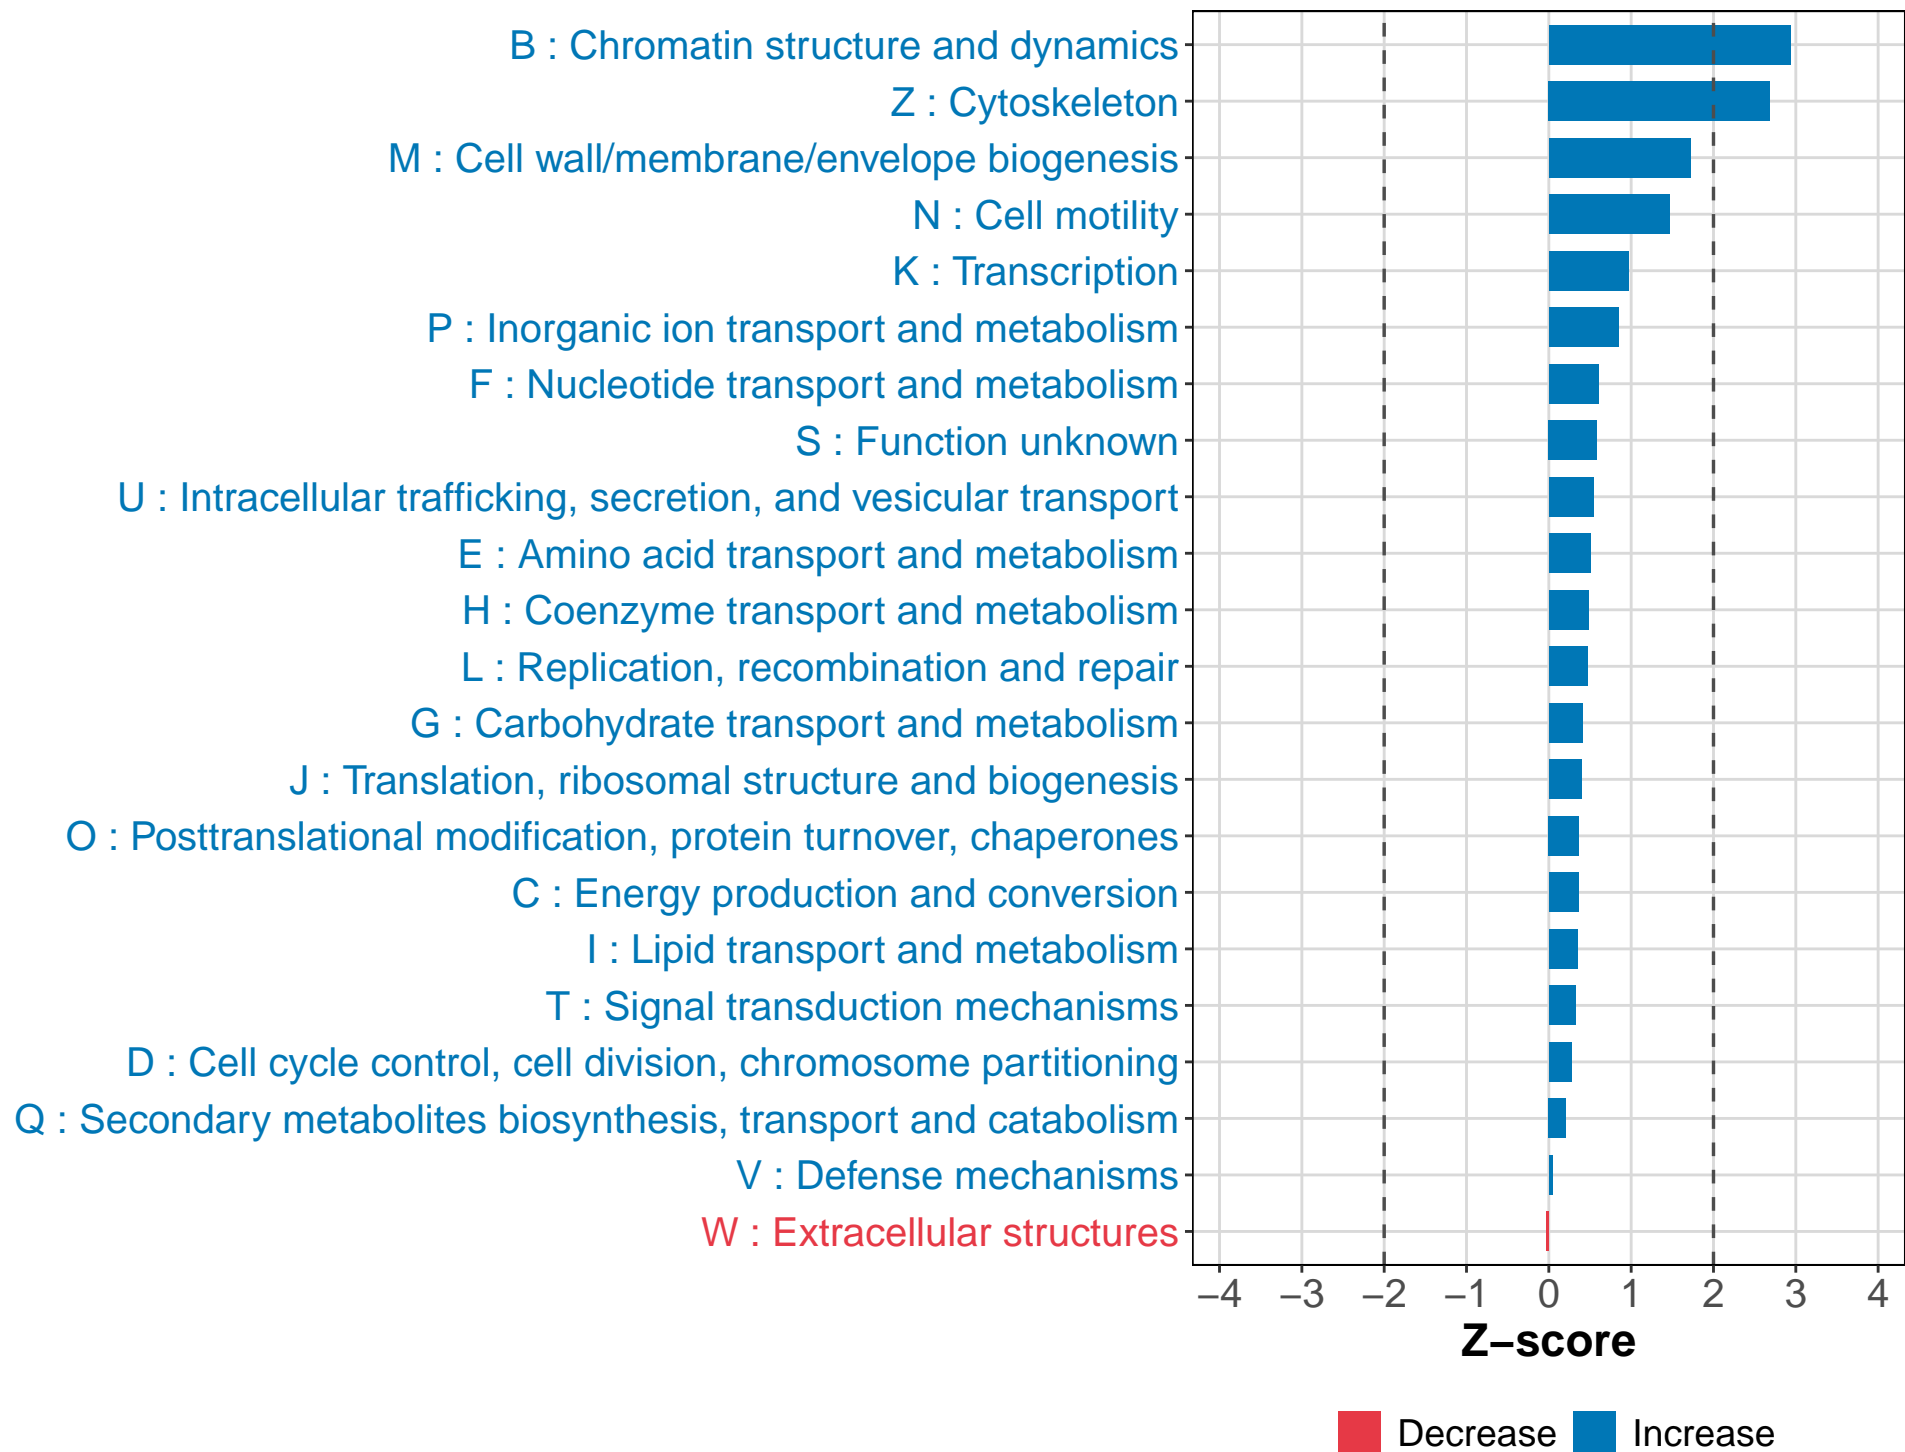 B : Chromatin structure and dynamics
Z : Cytoskeleton
M : Cell wall/membrane/envelope biogenesis
N : Cell motility
K : Transcription
P : Inorganic ion transport and metabolism
F : Nucleotide transport and metabolism
S : Function unknown
U : Intracellular trafficking, secretion, and vesicular transport
E : Amino acid transport and metabolism
H : Coenzyme transport and metabolism
L : Replication, recombination and repair
G : Carbohydrate transport and metabolism
J : Translation, ribosomal structure and biogenesis
O : Posttranslational modification, protein turnover, chaperones
C : Energy production and conversion
I : Lipid transport and metabolism
T : Signal transduction mechanisms
D : Cell cycle control, cell division, chromosome partitioning
Q : Secondary metabolites biosynthesis, transport and catabolism
V : Defense mechanisms
W : Extracellular structures
−4 −3 −2 −1 0 1 2 3 4
Z−score
Decrease Increase